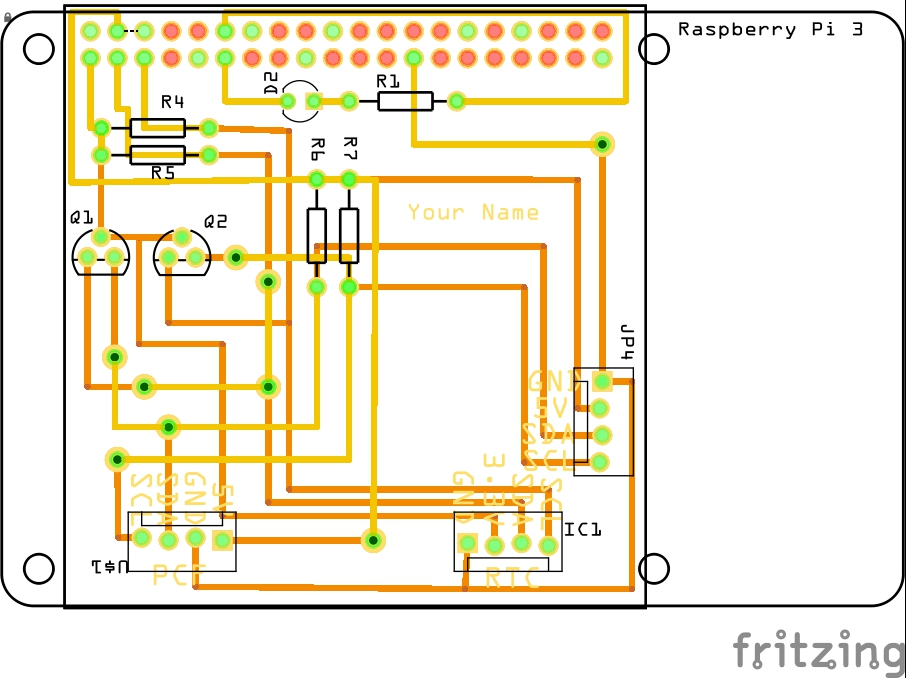 Raspberry Pi 3
D2
R1
R4
R5
R6
R7
Your Name
Q1
Q2
JP4
GND
5V
SDA
SCL
SCL
SDA
GND
5V
GND
3.3V
SDA
SCL
IC1
U$1
PCF
RTC
fritzing